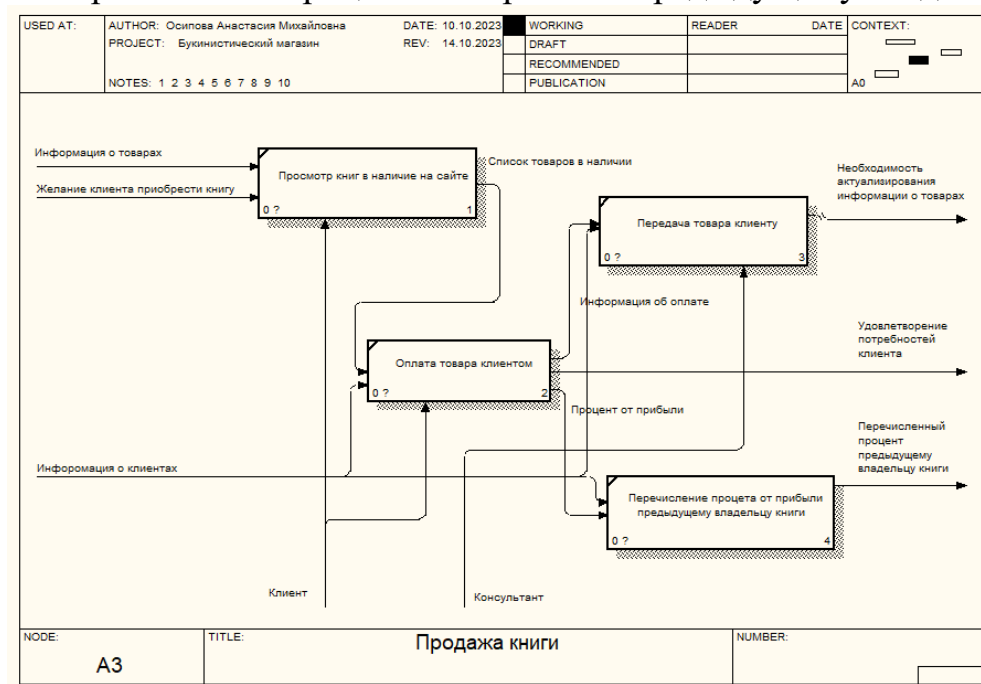 USED AT:
AUTHOR: Осипова Анастасия Михайловна
DATE: 10.10.2023
WORKING
READER
DATE
CONTEXT:
PROJECT: Букинистический магазин
REV: 14.10.2023
DRAFT
RECOMMENDED
NOTES: 1 2 3 4 5 6 7 8 9 10
PUBLICATION
A0
Информация о товарах
Желание клиента приобрести книгу
Просмотр книг в наличие на сайте
0 ?
1
Список товаров в наличии
Необходимость
актуализирования
информации о товарах
Передача товара клиенту
0 ?
3
Информация об оплате
Удовлетворение
потребностей
клиента
Оплата товара клиентом
0 ?
2
Процент от прибыли
Перечисленный
процент
предыдущему
владельцу книги
Инфоромация о клиентах
Перечисление процета от прибыли
предыдущему владельцу книги
0 ?
4
Клиент
Консультант
NODE:
TITLE:
NUMBER:
A3
Продажа книги